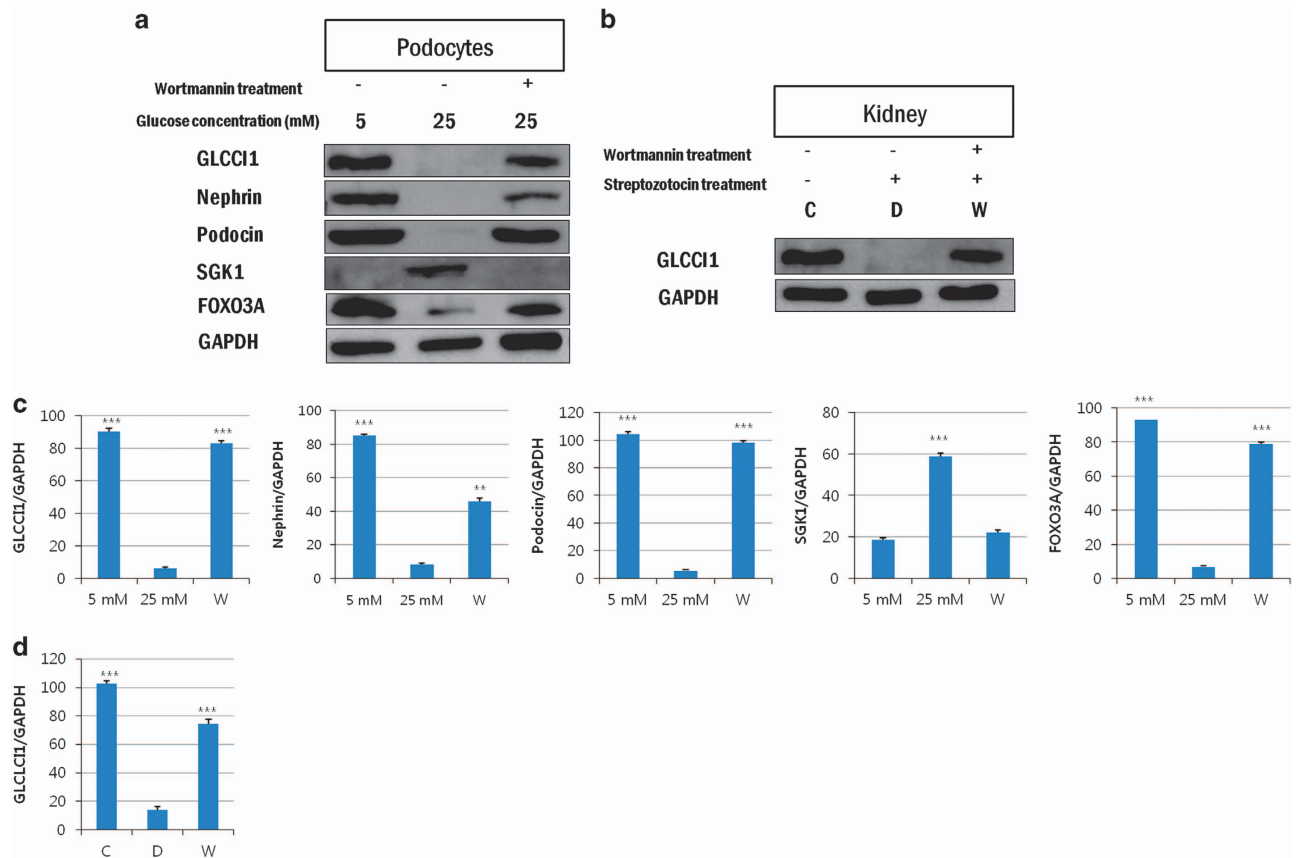 a
Podocytes
Wortmannin treatment - - +
Glucose concentration (mM) 5 25 25
GLCCI1
Nephrin
Podocin
SGK1
FOXO3A
GAPDH
b
Kidney
Wortmannin treatment - - +
Streptozotocin treatment - + +
C D W
GLCCI1
GAPDH
c
GLCCI1/GAPDH
100
80
60
40
20
0
*** ***
5 mM 25 mM W
Nephrin/GAPDH
100
80
60
40
20
0
*** **
5 mM 25 mM W
Podocin/GAPDH
120
100
80
60
40
20
0
*** ***
5 mM 25 mM W
SGK1/GAPDH
80
60
40
20
0
***
5 mM 25 mM W
FOXO3A/GAPDH
100
80
60
40
20
0
*** ***
5 mM 25 mM W
d
GLCLCI1/GAPDH
120
100
80
60
40
20
0
*** ***
C D W